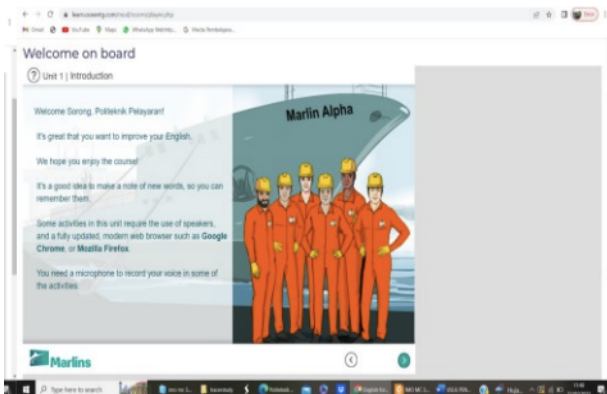 Gmail YouTube Maps
Welcome on board
? Unit 1 | Introduction
Welcome Sorong, Politeknik Pelayaran!
It's great that you want to improve your English.
We hope you enjoy the course!
It's a good idea to make a note of new words, so you can
remember them.
Some activities in this unit require the use of speakers,
and a fully updated, modern web browser such as Google
Chrome, or Mozilla Firefox.
You need a microphone to record your voice in some of
the activities.
Marlin Alpha
Marlins
Type here to search